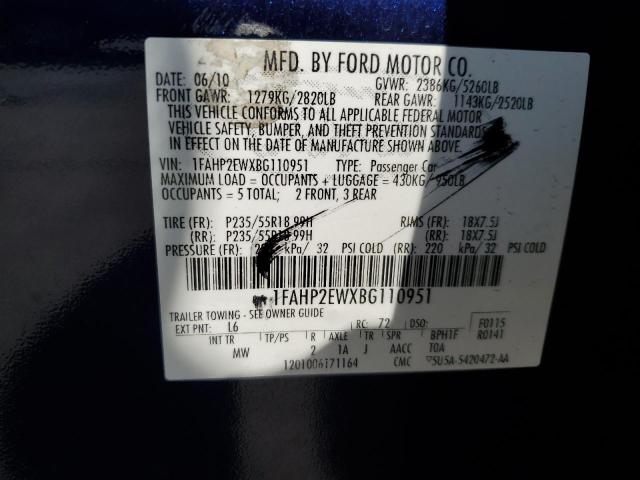 MFD. BY FORD MOTOR CO.
DATE: 06/10 GVWR: 2386KG/5260LB
FRONT GAWR: 1279KG/2820LB REAR GAWR: 1143KG/2520LB
THIS VEHICLE CONFORMS TO ALL APPLICABLE FEDERAL MOTOR
VEHICLE SAFETY, BUMPER, AND THEFT PREVENTION STANDARDS
IN EFFECT ON THE DATE OF MANUFACTURE SHOWN ABOVE.
VIN: 1FAHP2EWXBG110951 TYPE: Passenger Car
MAXIMUM LOAD = OCCUPANTS + LUGGAGE = 430KG/950LB
OCCUPANTS = 5 TOTAL; 2 FRONT, 3 REAR
TIRE (FR): P235/55R18 99H RIMS (FR): 18X7.5J
(RR): P235/55R18 99H (RR): 18X7.5J
PRESSURE (FR): kPa/ 32 PSI COLD (RR): 220 kPa/ 32 PSI COLD
1FAHP2EWXBG110951
TRAILER TOWING - SEE OWNER GUIDE
EXT PNT: L6 RC: 72 DSO: F0115
INT TR TP/PS R AXLE TR SPR BPH1F R0141
MW 2 1A J AACC TOA
1201006171164 CMC 5U5A-5420472-AA